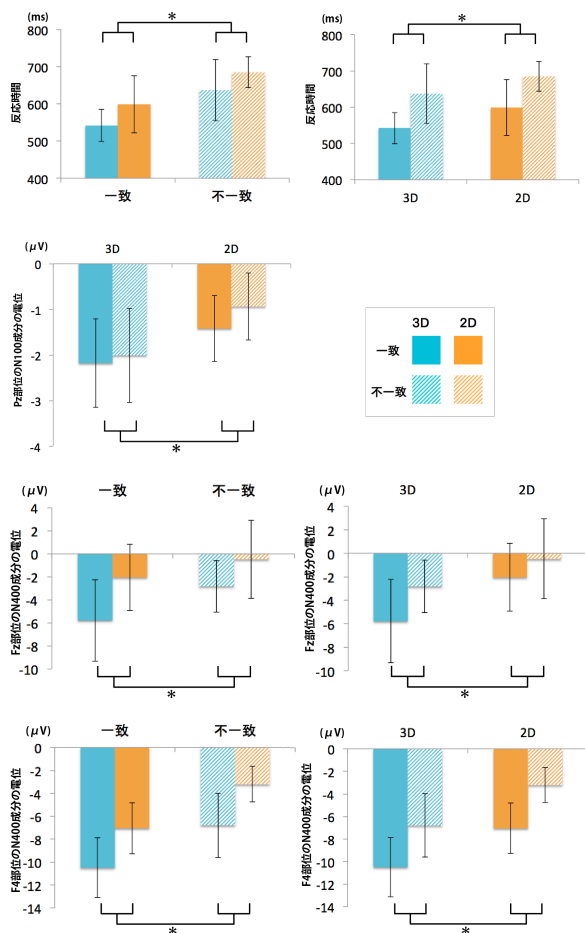 (ms)
*
800
700
600
500
400
反応時間
一致
不一致
(ms)
*
800
700
600
500
400
反応時間
3D
2D
(μV)
3D
2D
0
-1
-2
-3
-4
Pz部位のN100成分の電位
*
3D
2D
一致
不一致
(μV)
一致
不一致
4
2
0
-2
-4
-6
-8
-10
Fz部位のN400成分の電位
*
(μV)
3D
2D
4
2
0
-2
-4
-6
-8
-10
Fz部位のN400成分の電位
*
(μV)
一致
不一致
0
-2
-4
-6
-8
-10
-12
-14
F4部位のN400成分の電位
*
(μV)
3D
2D
0
-2
-4
-6
-8
-10
-12
-14
F4部位のN400成分の電位
*